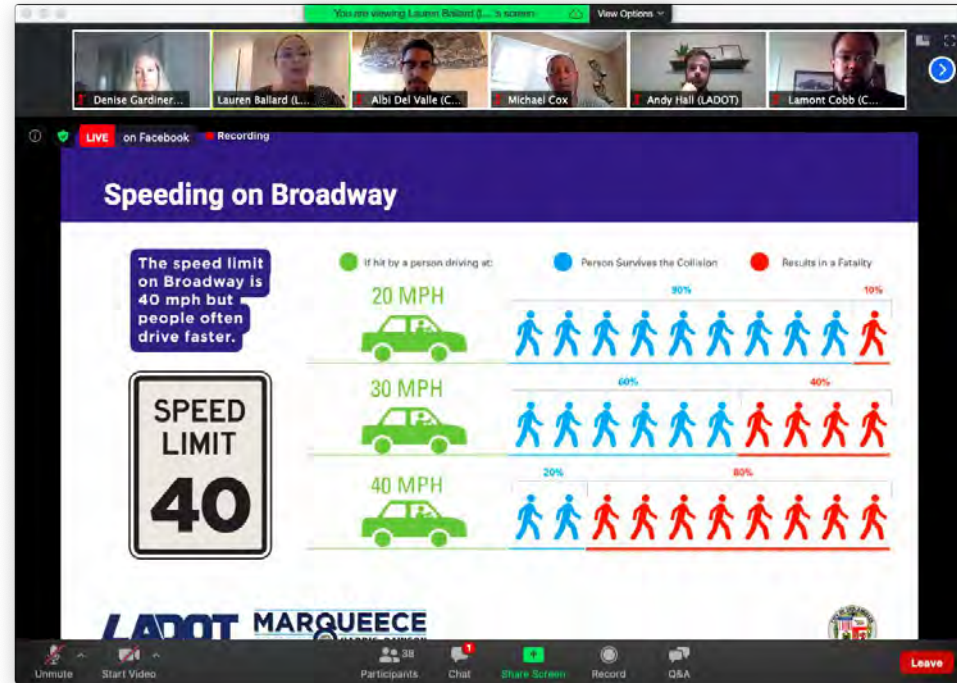 You are viewing Lauren Ballard (L... 's screen
View Options
Denise Gardiner...
Lauren Ballard (L...
Albi Del Valle (C...
Michael Cox
Andy Hall (LADOT)
Lamont Cobb (C...
LIVE on Facebook
Recording
Speeding on Broadway
The speed limit
on Broadway is
40 mph but
people often
drive faster.
SPEED
LIMIT
40
If hit by a person driving at:
Person Survives the Collision
Results in a Fatality
20 MPH
90%
10%
30 MPH
60%
40%
40 MPH
20%
80%
LADOT
MARQUEECE
Unmute
Start Video
38
Participants
1
Chat
Share Screen
Record
Q&A
Leave